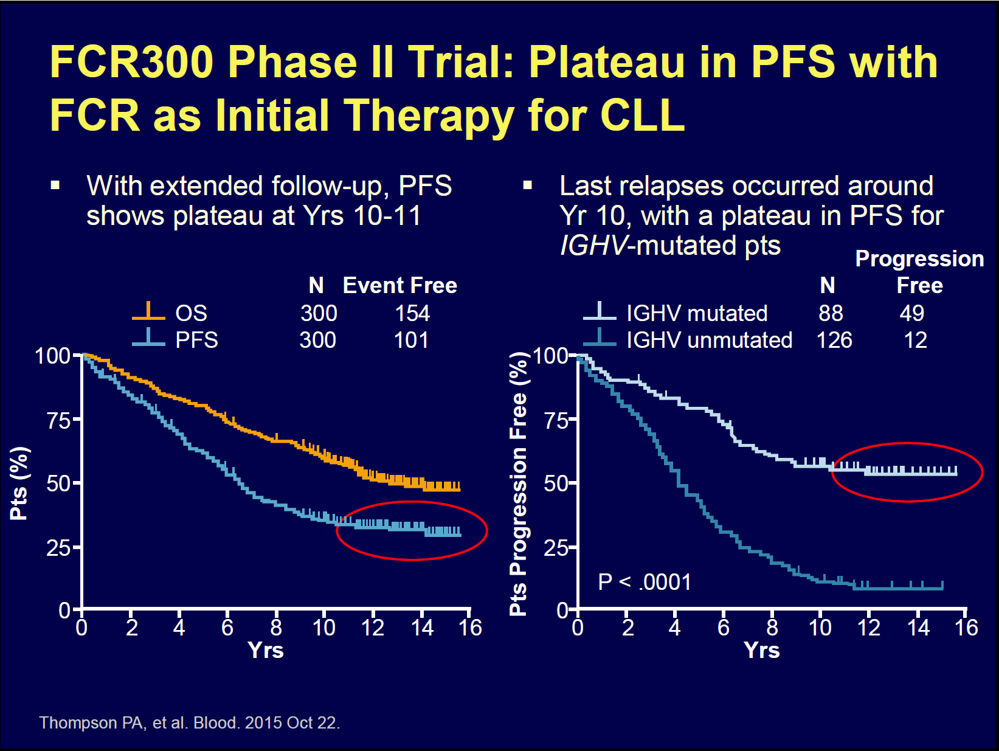 FCR300 Phase II Trial: Plateau in PFS with
FCR as Initial Therapy for CLL
▪ With extended follow-up, PFS
shows plateau at Yrs 10-11
N Event Free
OS 300 154
PFS 300 101
100
75
50
25
0
Pts (%)
0 2 4 6 8 10 12 14 16
Yrs
▪ Last relapses occurred around
Yr 10, with a plateau in PFS for
IGHV-mutated pts
Progression
N Free
IGHV mutated 88 49
IGHV unmutated 126 12
100
75
50
25
0
Pts Progression Free (%)
P < .0001
0 2 4 6 8 10 12 14 16
Yrs
Thompson PA, et al. Blood. 2015 Oct 22.